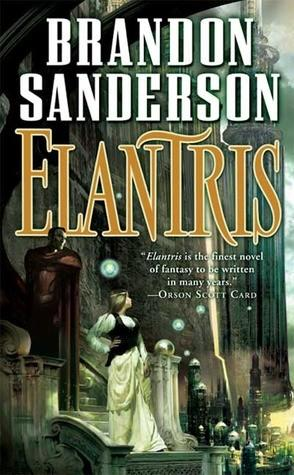 BRANDON
SANDERSON
ELANTRIS
"Elantris is the finest novel
of fantasy to be written
in many years."
—ORSON SCOTT CARD